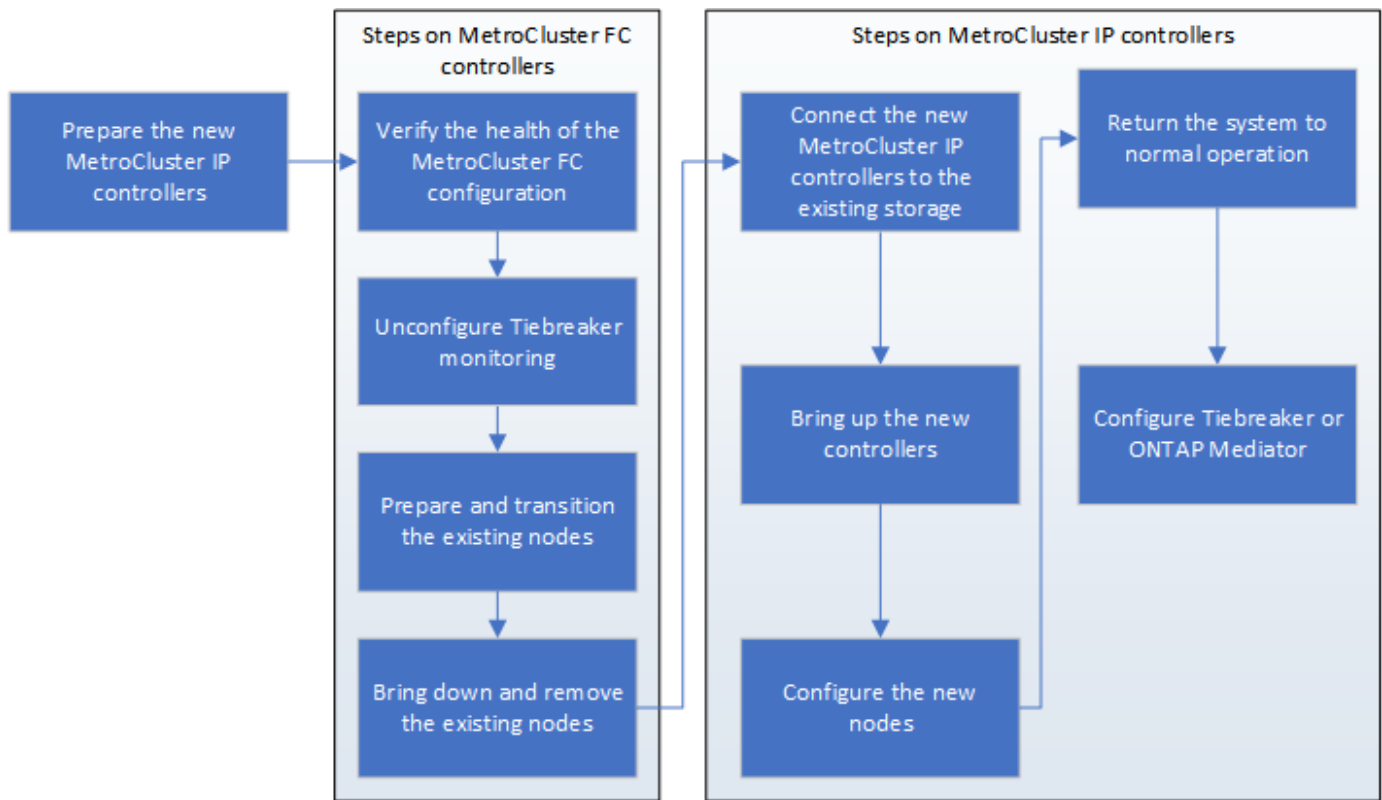 Steps on MetroCluster FC
controllers
Steps on MetroCluster IP controllers
Prepare the new
MetroCluster IP
controllers
Verify the health of the
MetroCluster FC
configuration
Unconfigure Tiebreaker
monitoring
Prepare and transition
the existing nodes
Bring down and remove
the existing nodes
Connect the new
MetroCluster IP
controllers to the
existing storage
Bring up the new
controllers
Configure the new
nodes
Return the system to
normal operation
Configure Tiebreaker or
ONTAP Mediator